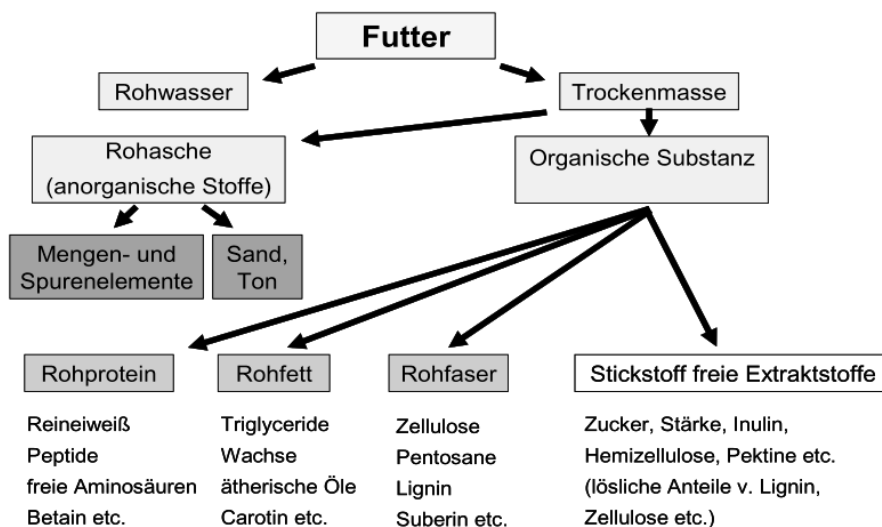 Futter
Rohwasser
Trockenmasse
Rohasche
(anorganische Stoffe)
Organische Substanz
Mengen- und
Spurenelemente
Sand,
Ton
Rohprotein
Reineiweiß
Peptide
freie Aminosäuren
Betain etc.
Rohfett
Triglyceride
Wachse
ätherische Öle
Carotin etc.
Rohfaser
Zellulose
Pentosane
Lignin
Suberin etc.
Stickstoff freie Extraktstoffe
Zucker, Stärke, Inulin,
Hemizellulose, Pektine etc.
(lösliche Anteile v. Lignin,
Zellulose etc.)